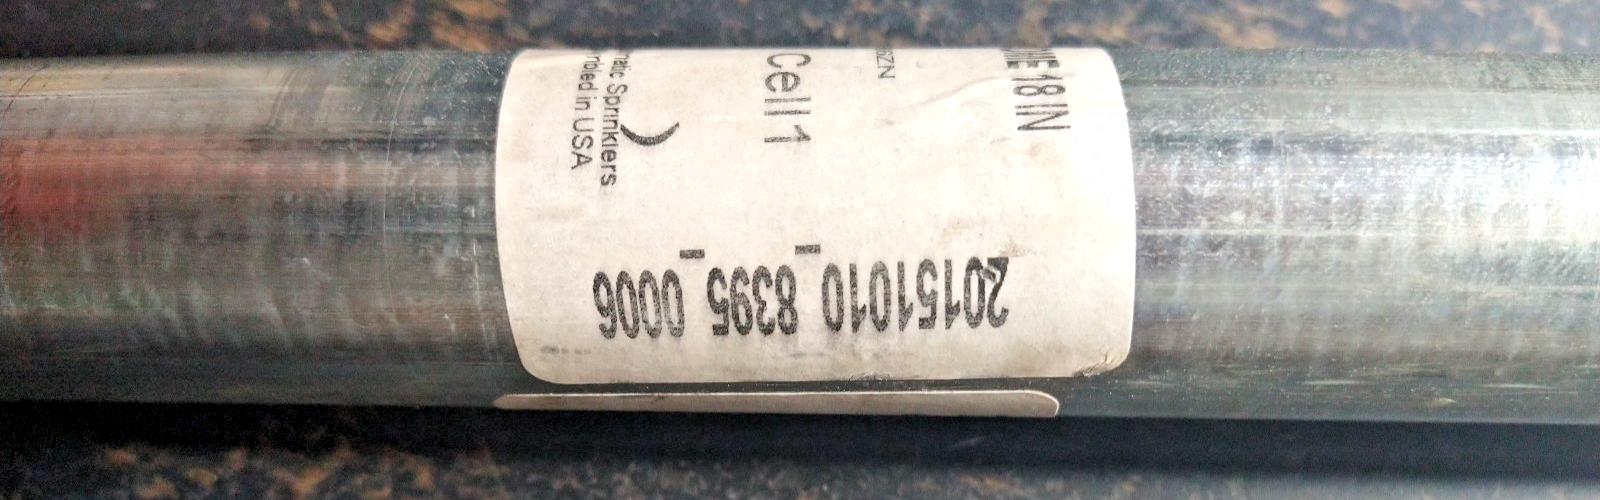 18 IN
Cell 1
Sprinklers
in USA
20151010_8395_0006